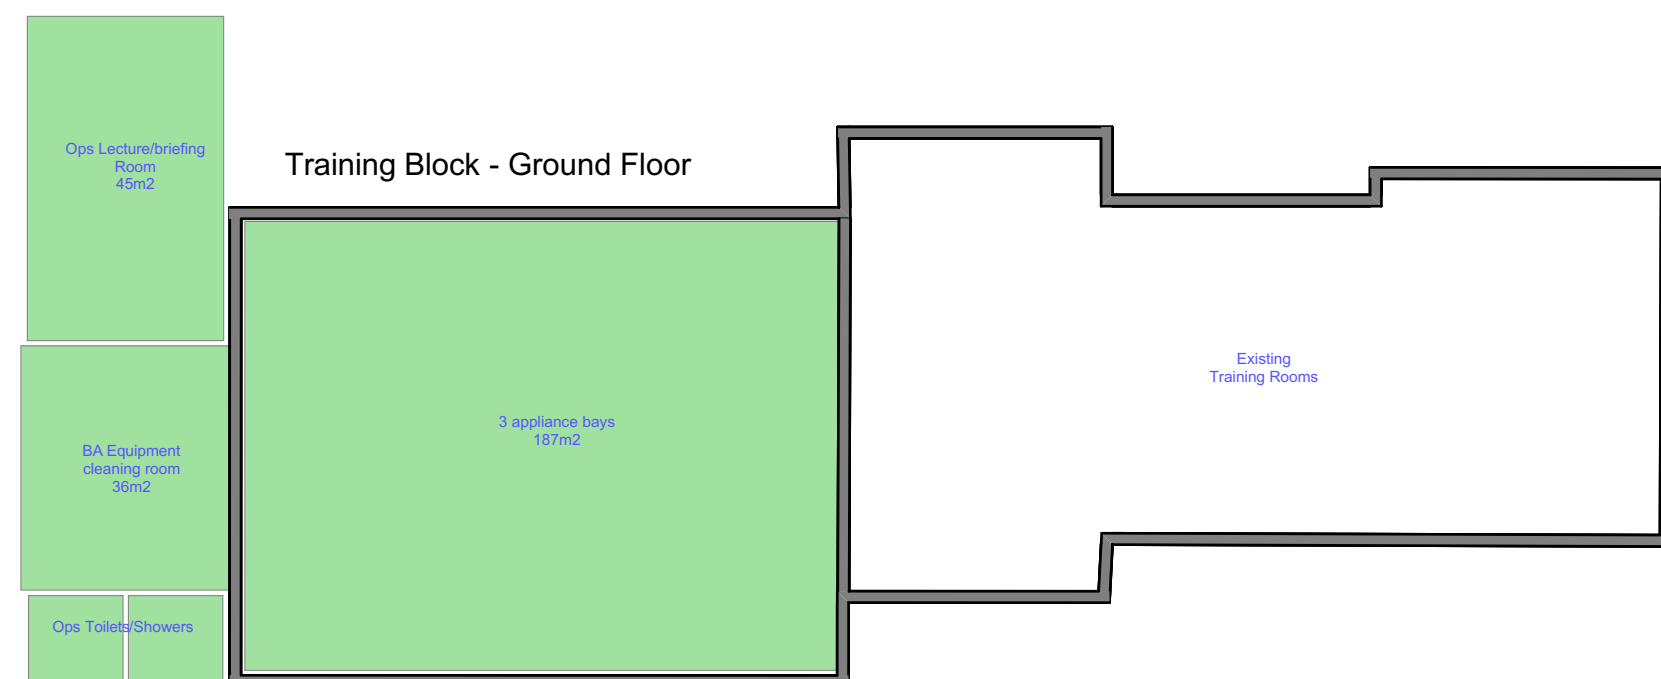 Training Block - Ground Floor
Ops Lecture/briefing
Room
45m2
BA Equipment
cleaning room
36m2
Ops Toilets/Showers
3 appliance bays
187m2
Existing
Training Rooms